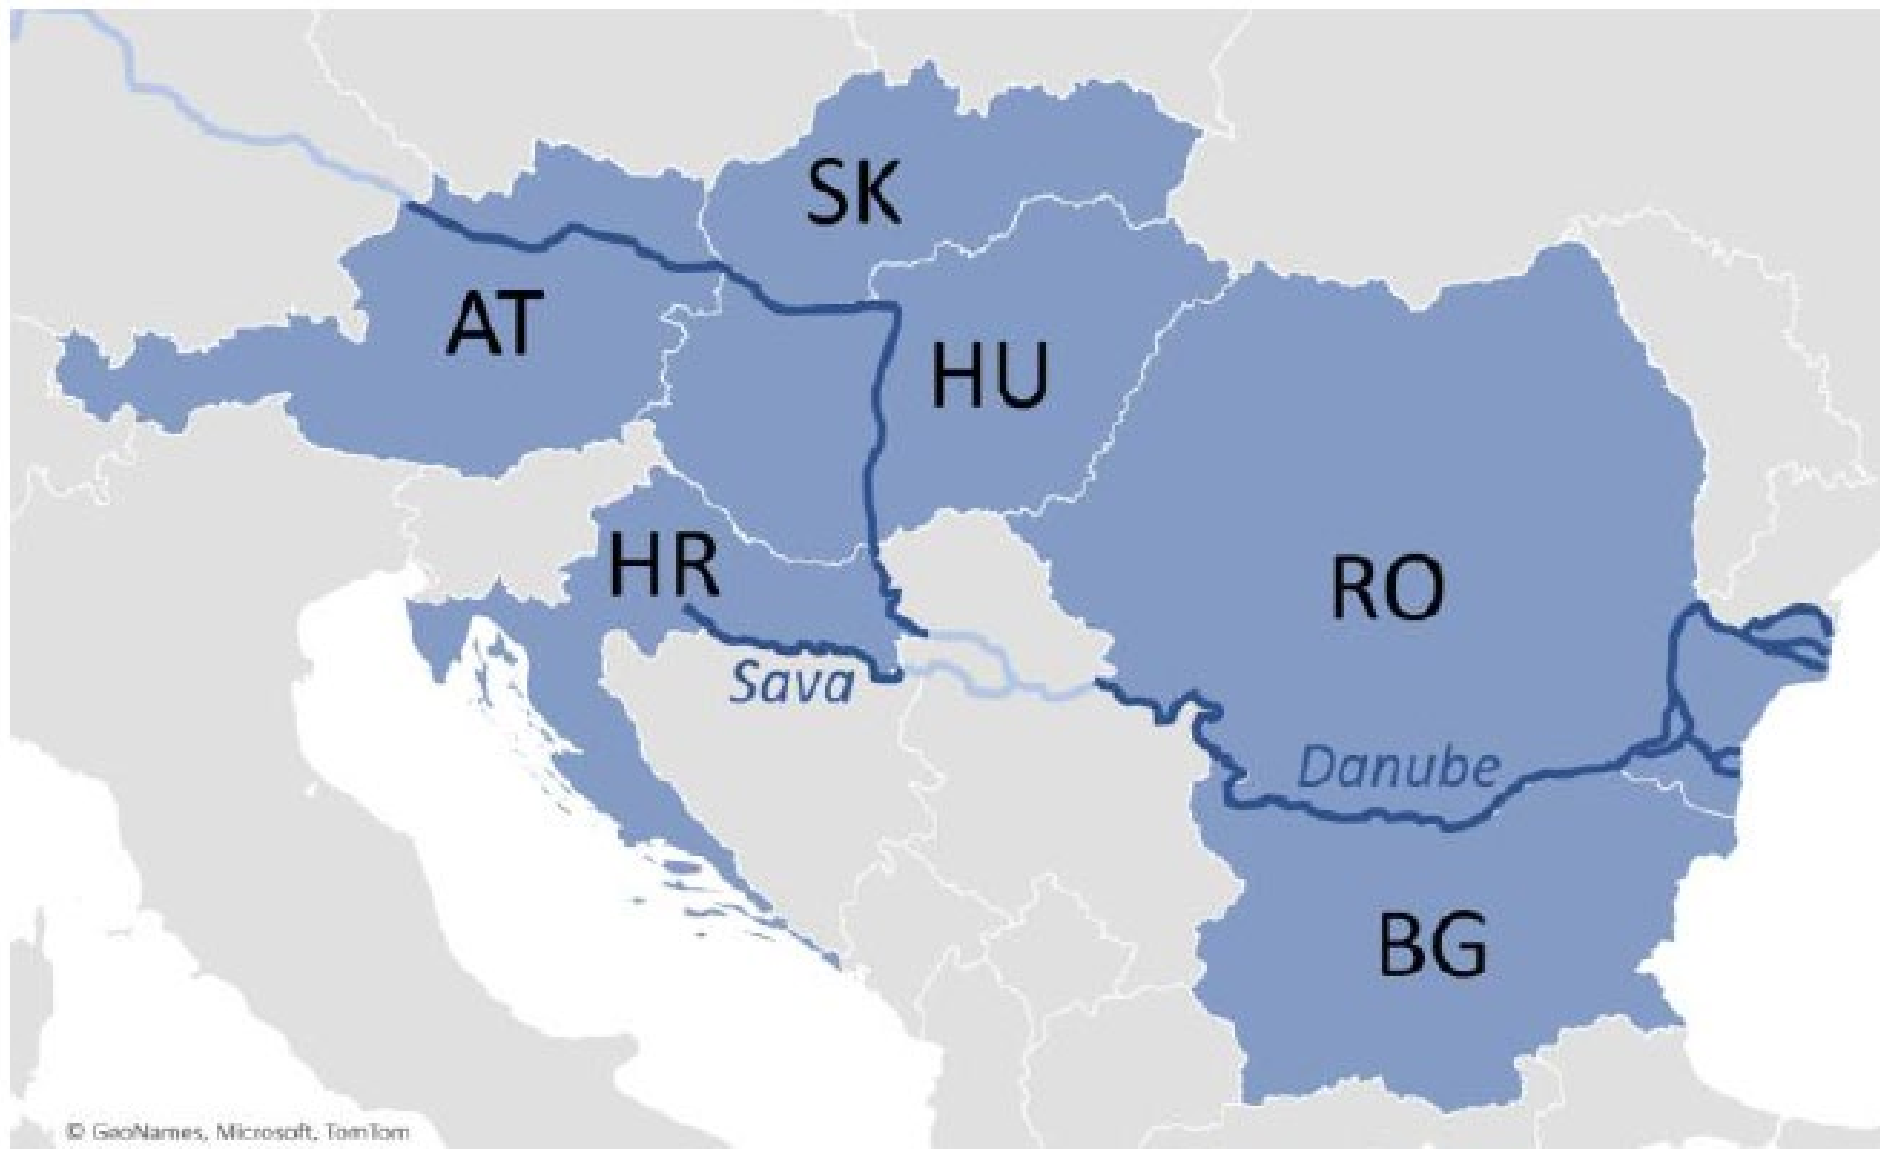 SK
AT
HU
HR
RO
Sava
Danube
BG
© GeoNames, Microsoft, TomTom